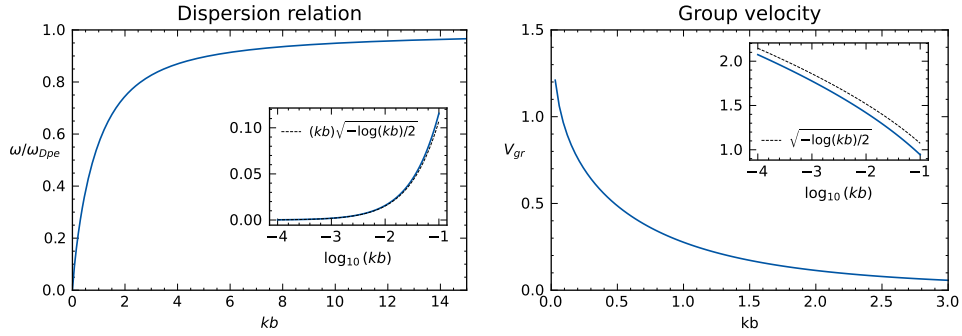 Dispersion relation
1.0
0.8
0.6
0.4
0.2
0.0
ω/ω_{Dpe}
0 2 4 6 8 10 12 14
kb
0.10
0.05
0.00
(kb)√−log(kb)/2
−4 −3 −2 −1
log₁₀(kb)
Group velocity
1.5
1.0
0.5
0.0
V_{gr}
0.0 0.5 1.0 1.5 2.0 2.5 3.0
kb
2.0
1.5
1.0
√−log(kb)/2
−4 −3 −2 −1
log₁₀(kb)